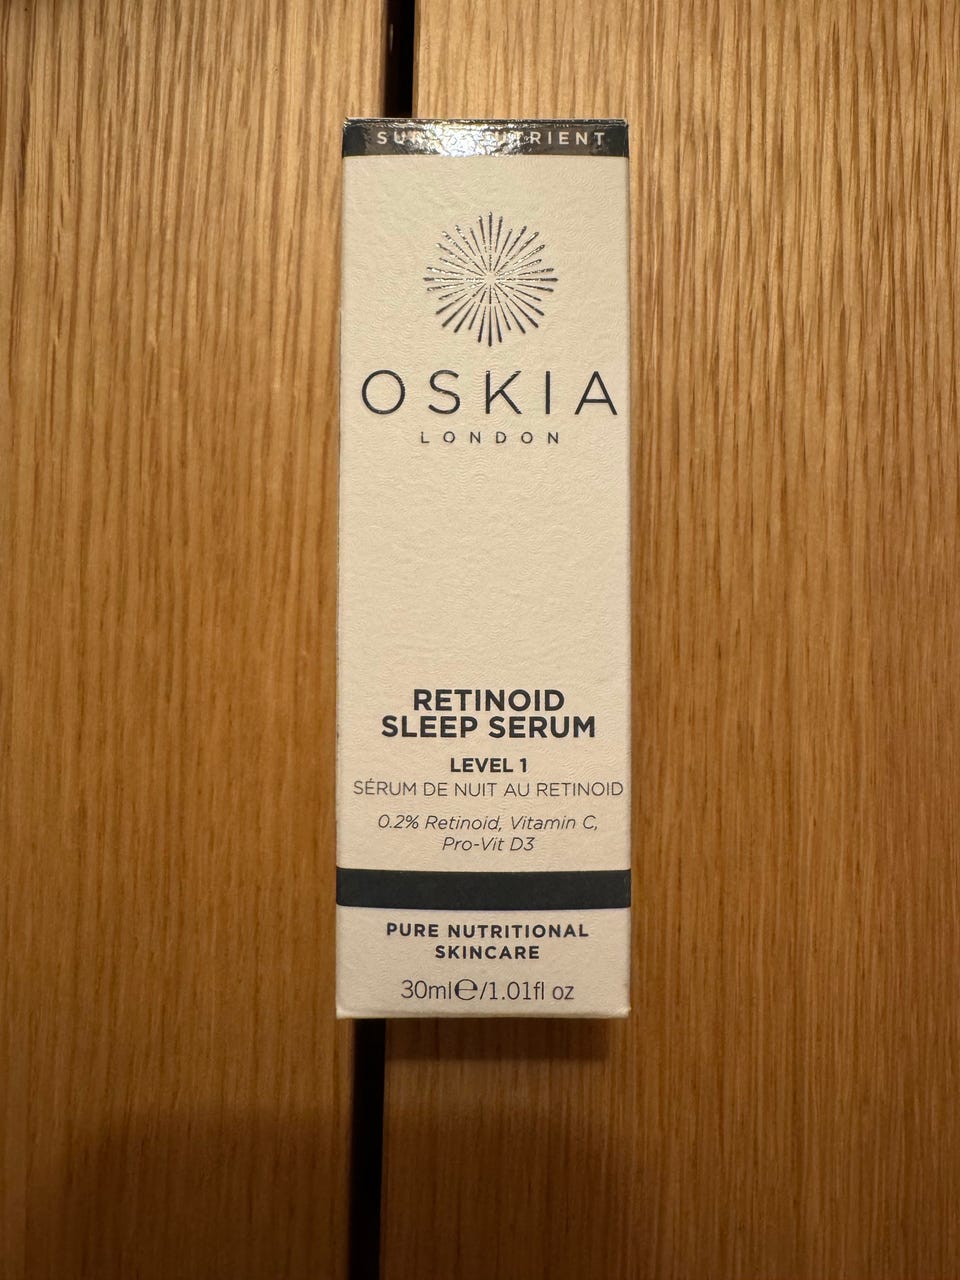 OSKIA
LONDON
RETINOID
SLEEP SERUM
LEVEL 1
SÉRUM DE NUIT AU RETINOID
0.2% Retinoid, Vitamin C,
Pro-Vit D3
PURE NUTRITIONAL
SKINCARE
30ml℮/1.01fl oz